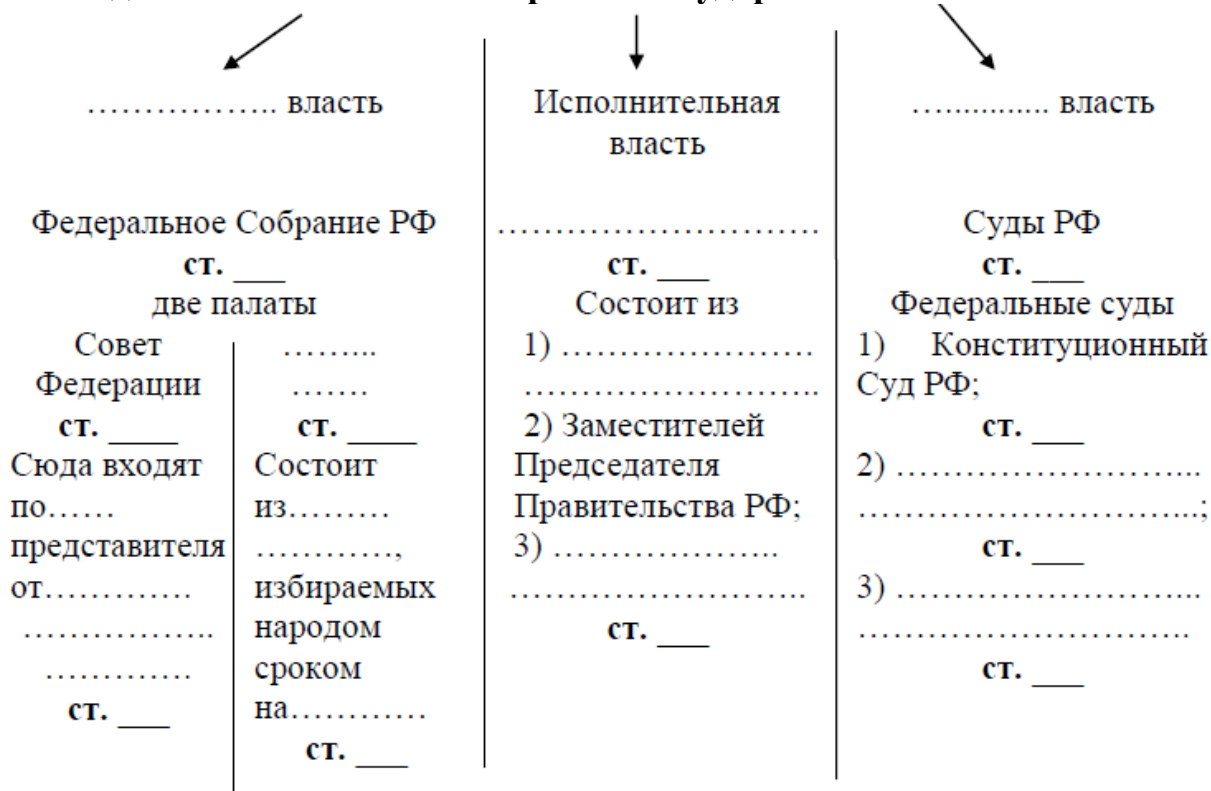 …………….. власть
Федеральное Собрание РФ
ст. ___
две палаты
Совет
Федерации
ст. ____
Сюда входят
по……
представителя
от………….
……………..
………….
ст. ___
……...
…….
ст. ____
Состоит
из………
…………,
избираемых
народом
сроком
на…………
ст. ___
Исполнительная
власть
……………………….
ст. ___
Состоит из
1) ………………….
……………………..
2) Заместителей
Председателя
Правительства РФ;
3) ………………..
……………………..
ст. ___
…............ власть
Суды РФ
ст. ___
Федеральные суды
1) Конституционный
Суд РФ;
ст. ___
2) ……………………...
………………………...;
ст. ___
3) ……………………...
………………………..
ст. ___